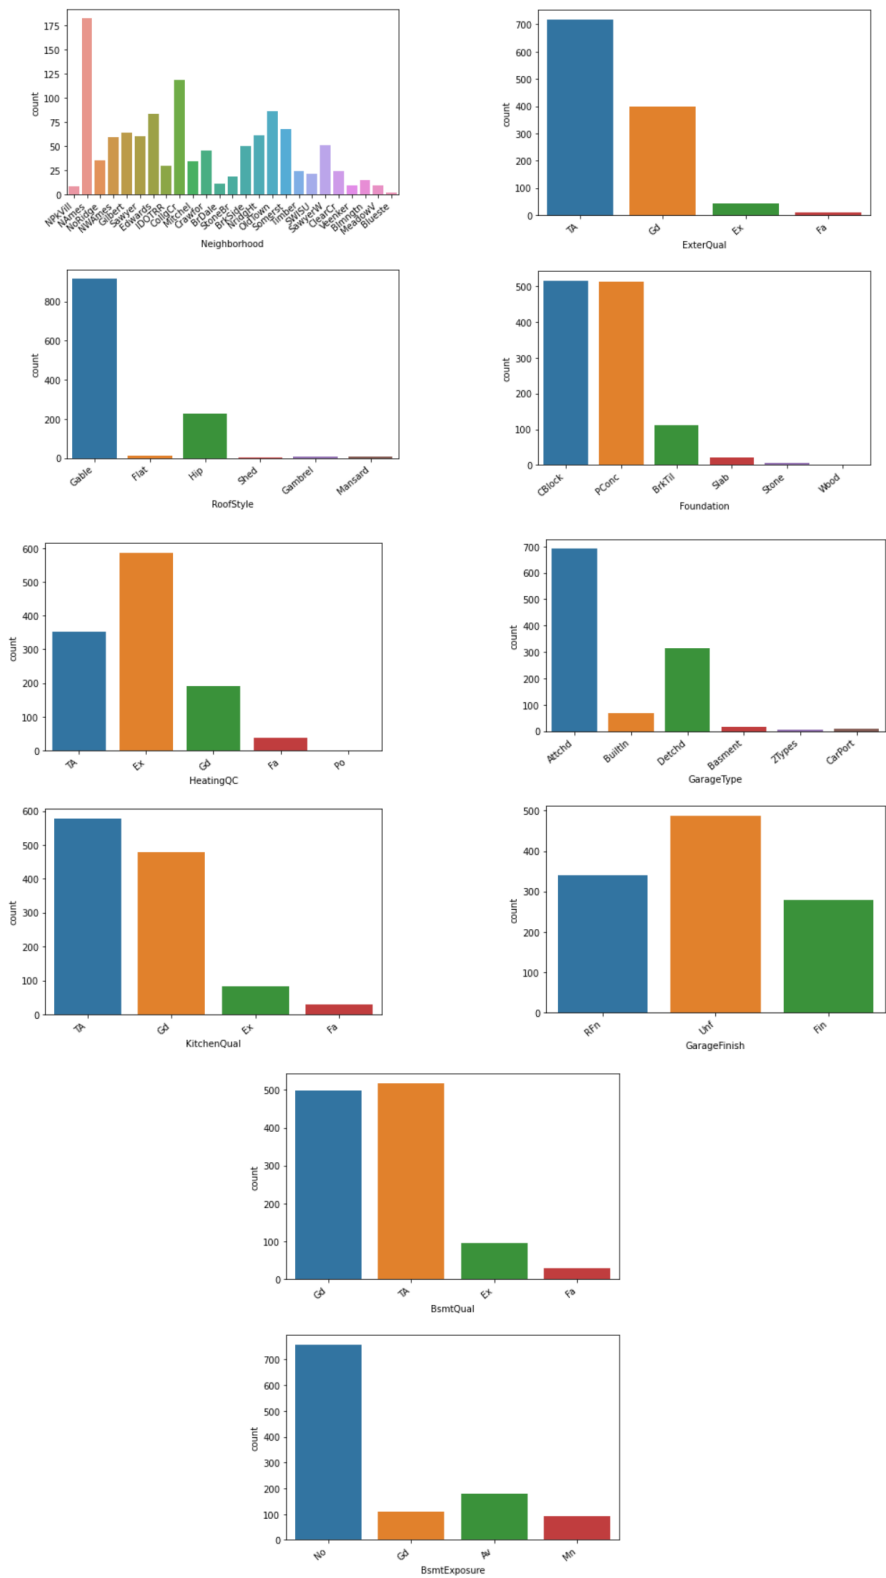 175
150
125
100
75
50
25
0
count
NPkVill
NAmes
NoRidge
NWAmes
Gilbert
Sawyer
Edwards
IDOTRR
CollgCr
Mitchel
Crawfor
BrDale
StoneBr
BrkSide
NridgHt
OldTown
Somerst
Timber
SWISU
SawyerW
ClearCr
Veenker
Blmngtn
MeadowV
Blueste
Neighborhood
700
600
500
400
300
200
100
0
count
TA
Gd
Ex
Fa
ExterQual
800
600
400
200
0
count
Gable
Flat
Hip
Shed
Gambrel
Mansard
RoofStyle
500
400
300
200
100
0
count
CBlock
PConc
BrkTil
Slab
Stone
Wood
Foundation
600
500
400
300
200
100
0
count
TA
Ex
Gd
Fa
Po
HeatingQC
700
600
500
400
300
200
100
0
count
Attchd
BuiltIn
Detchd
Basment
2Types
CarPort
GarageType
600
500
400
300
200
100
0
count
TA
Gd
Ex
Fa
KitchenQual
500
400
300
200
100
0
count
RFn
Unf
Fin
GarageFinish
500
400
300
200
100
0
count
Gd
TA
Ex
Fa
BsmtQual
700
600
500
400
300
200
100
0
count
No
Gd
Av
Mn
BsmtExposure